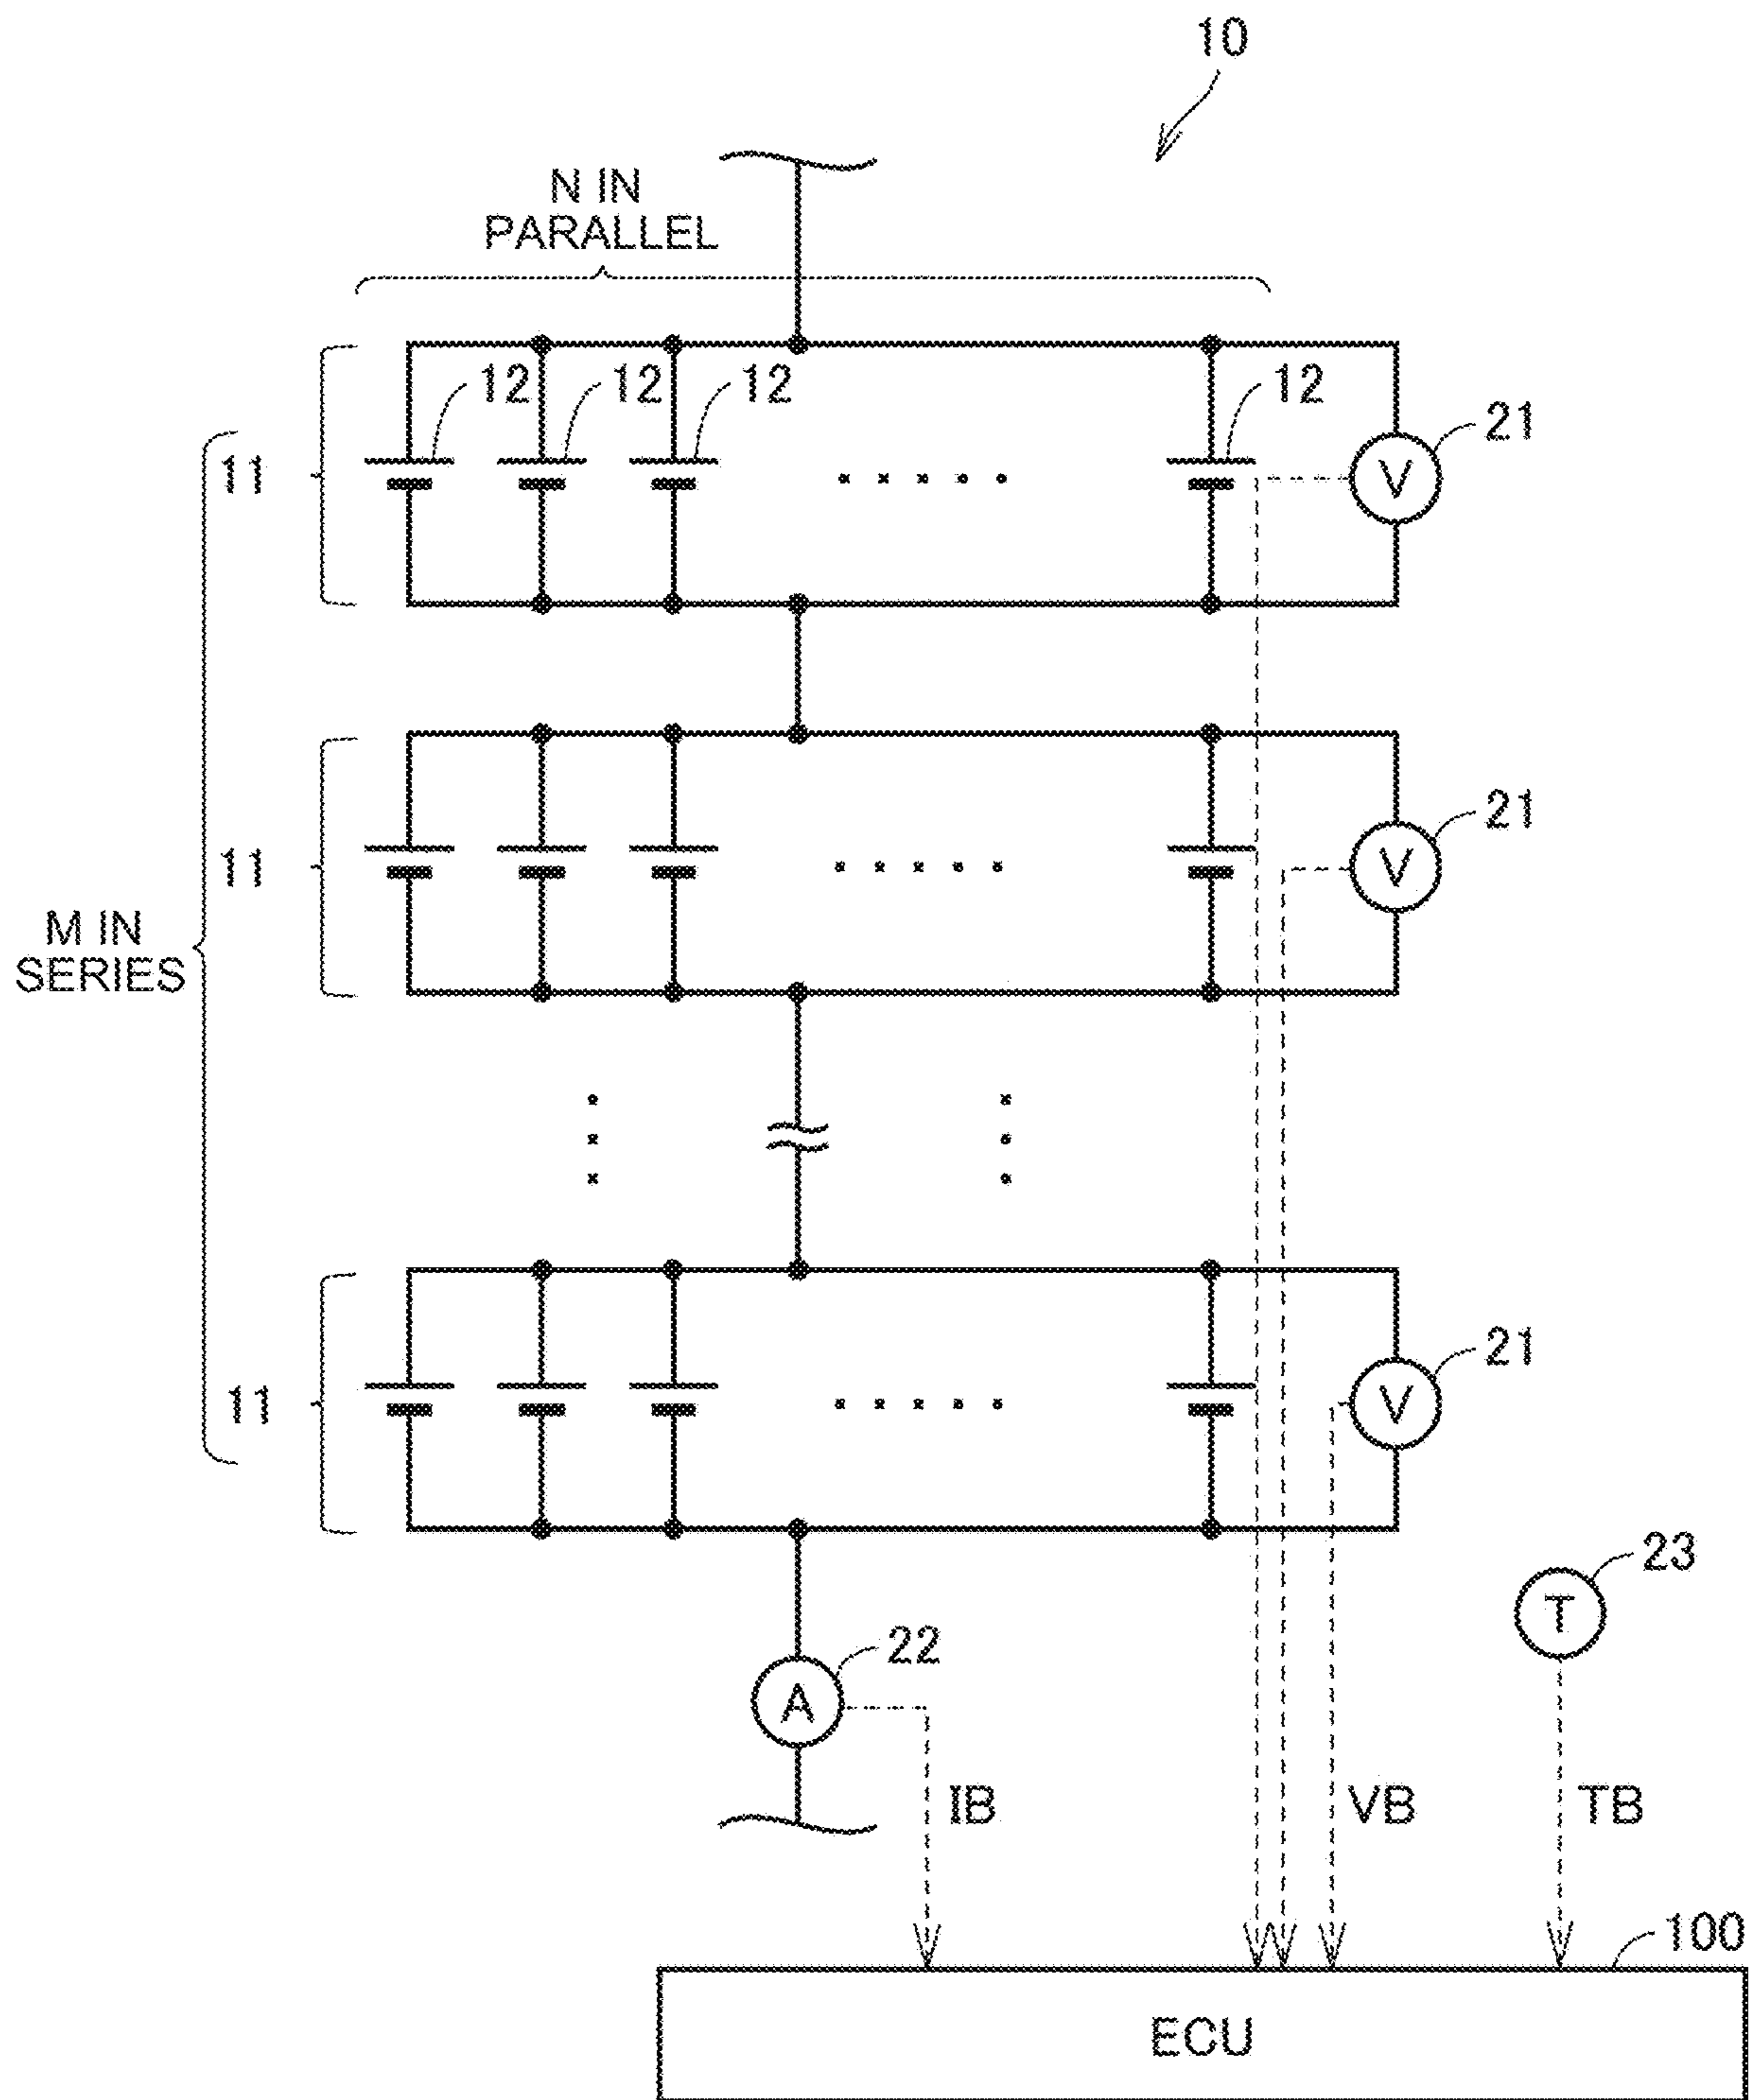 10
N IN
PARALLEL
12 12 12 12
21
11
V
21
11
V
M IN
SERIES
21
11
V
23
T
22
A
IB VB TB
100
ECU